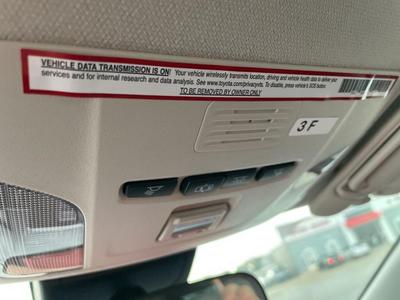 VEHICLE DATA TRANSMISSION IS ON! Your vehicle wirelessly transmits location, driving and vehicle health data to deliver your
services and for internal research and data analysis. See www.toyota.com/privacyvts. To disable, press vehicle's SOS button.
TO BE REMOVED BY OWNER ONLY
3 F